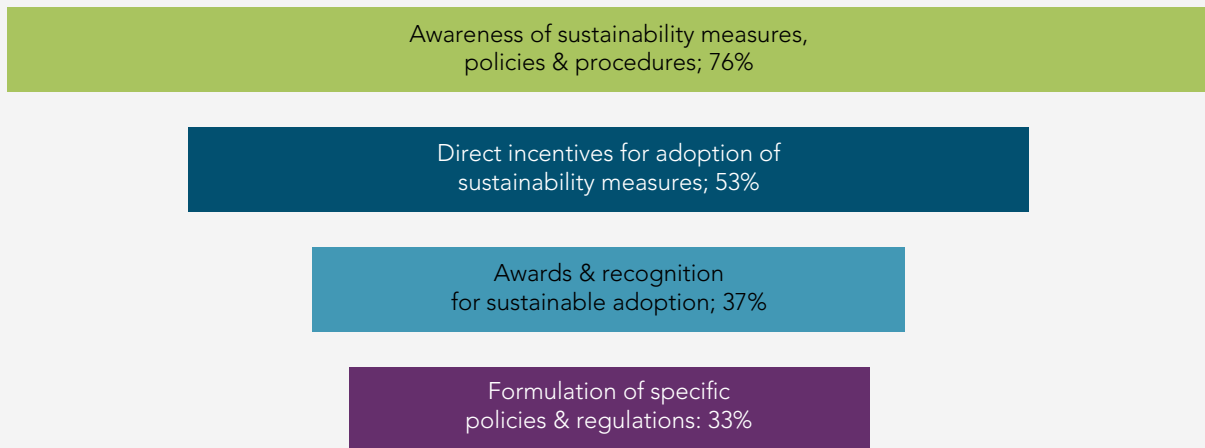 Awareness of sustainability measures,
policies & procedures; 76%
Direct incentives for adoption of
sustainability measures; 53%
Awards & recognition
for sustainable adoption; 37%
Formulation of specific
policies & regulations: 33%